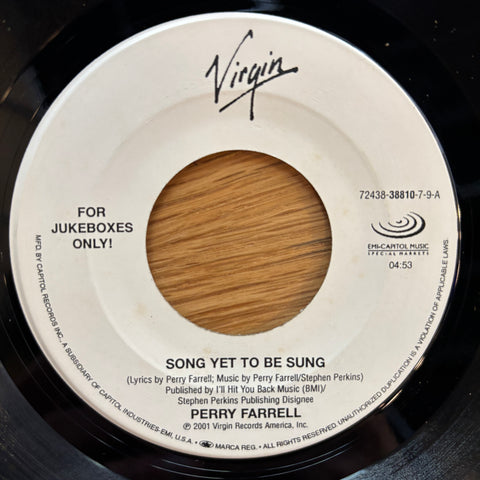 Virgin
FOR
JUKEBOXES
ONLY!
72438-38810-7-9-A
EMI-CAPITOL MUSIC
SPECIAL MARKETS
04:53
SONG YET TO BE SUNG
(Lyrics by Perry Farrell; Music by Perry Farrell/Stephen Perkins)
Published by I'll Hit You Back Music (BMI)/
Stephen Perkins Publishing Disignee
PERRY FARRELL
℗ 2001 Virgin Records America, Inc.
MFD. BY CAPITOL RECORDS INC., A SUBSIDIARY OF CAPITOL INDUSTRIES-EMI, U.S.A. • MARCA REG. • ALL RIGHTS RESERVED. UNAUTHORIZED DUPLICATION IS A VIOLATION OF APPLICABLE LAWS.